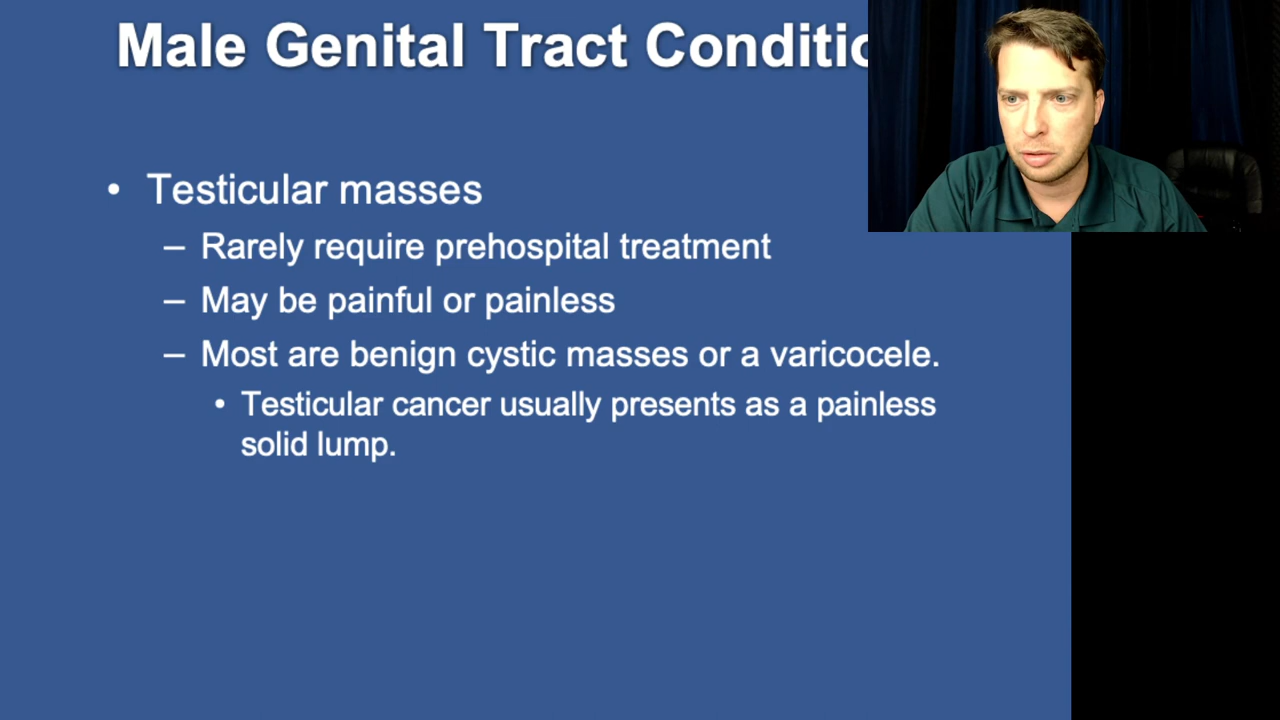 Male Genital Tract
• Testicular masses
– Rarely require prehospital treatment
– May be painful or painless
– Most are benign cystic masses or a varicocele.
• Testicular cancer usually presents as a painless
solid lump.